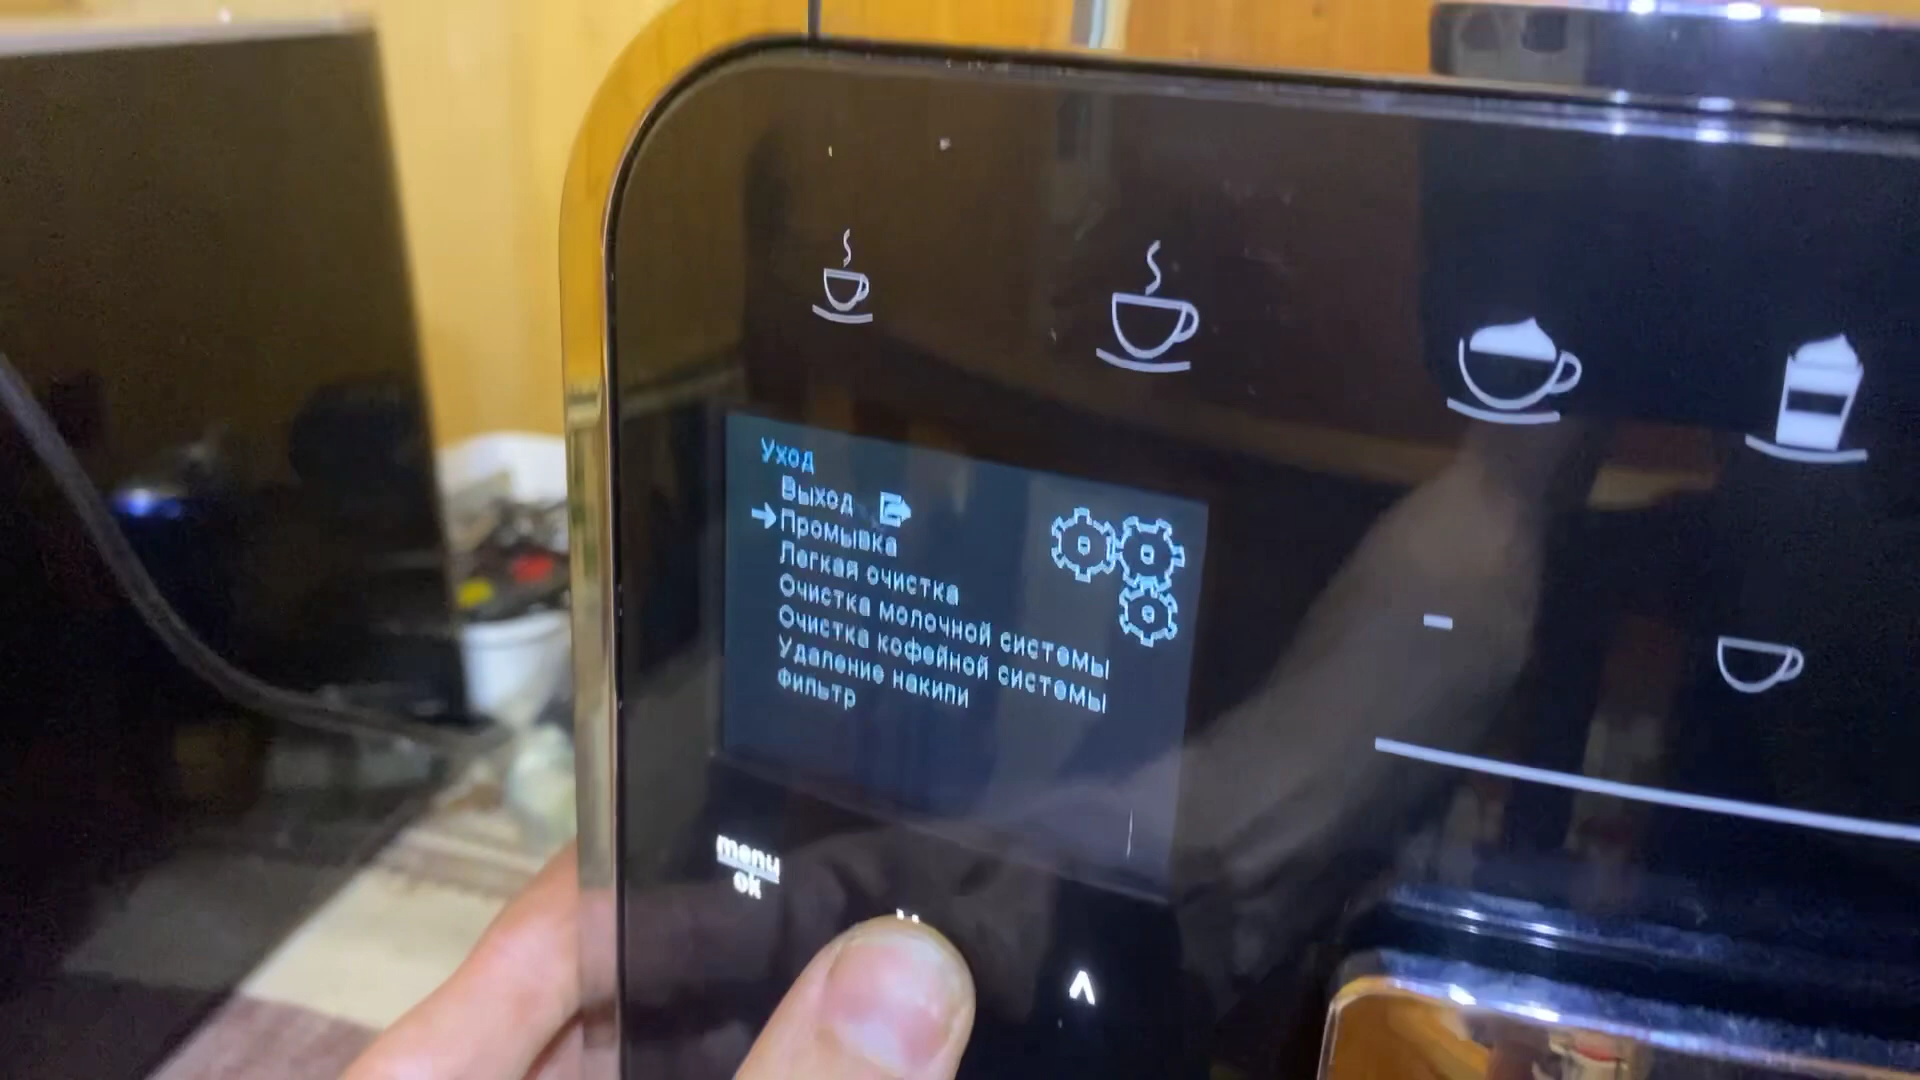 Уход
Выход
Промывка
Легкая очистка
Очистка молочной системы
Очистка кофейной системы
Удаление накипи
Фильтр
menu
ok